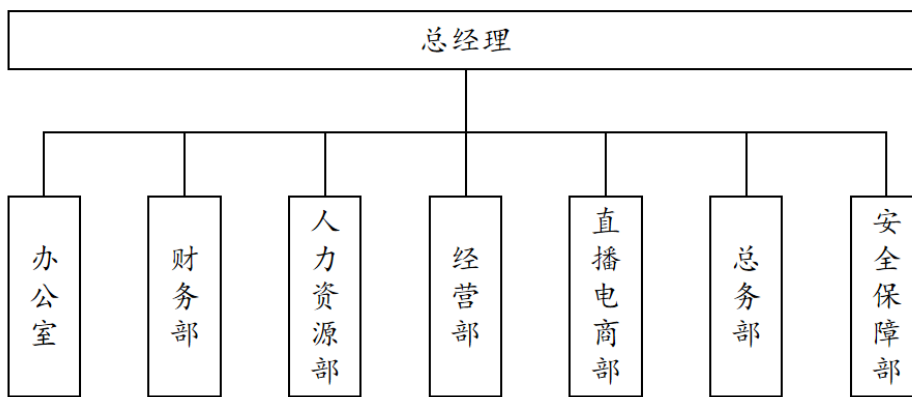 总经理
办公室
财务部
人力资源部
经营部
直播电商部
总务部
安全保障部